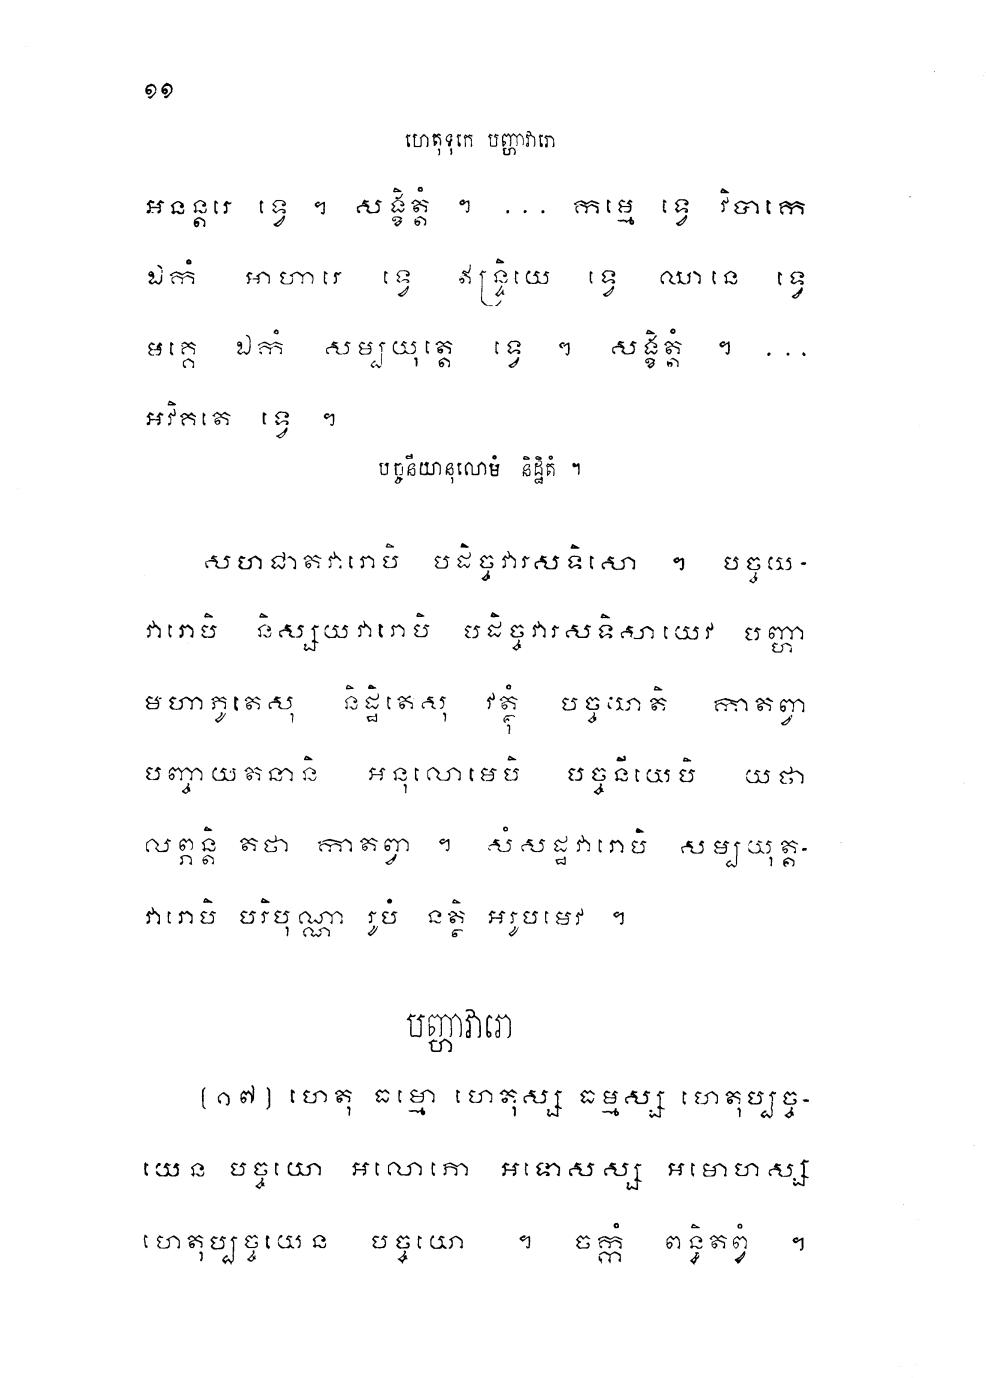 ១១
ហេតុទុកេ បញ្ហាវារោ
អនន្តរេ ទ្វេ ។ សង្ខិត្តំ ។ ... កម្មេ ទ្វេ វិបាកេ
ឯកំ អាហារេ ទ្វេ ឥន្ទ្រិយេ ទ្វេ ឈានេ ទ្វេ
មគ្គេ ឯកំ សម្បយុត្តេ ទ្វេ ។ សង្ខិត្តំ ។ ...
អវិគតេ ទ្វេ ។
បច្ចនីយានុលោមំ និដ្ឋិតំ ។
សហជាតវារោបិ បដិច្ចវារសទិសោ ។ បច្ចយ-
វារោបិ និស្សយវារោបិ បដិច្ចវារសទិសាយេវ បញ្ហា
មហាភូតេសុ និដ្ឋិតេសុ វត្ថុំ បច្ចយាតិ កាតព្វា
បញ្ចាយតនានិ អនុលោមេបិ បច្ចនីយេបិ យថា
លព្ភន្តិ តថា កាតព្វា ។ សំសដ្ឋវារោបិ សម្បយុត្ត-
វារោបិ បរិបុណ្ណា រូបំ នត្ថិ អរូបមេវ ។
បញ្ហាវារោ
(១៧) ហេតុ ធម្មោ ហេតុស្ស ធម្មស្ស ហេតុប្បច្ច-
យេន បច្ចយោ អលោភោ អទោសស្ស អមោហស្ស
ហេតុប្បច្ចយេន បច្ចយោ ។ ចក្កំ ពន្ធិតព្វំ ។